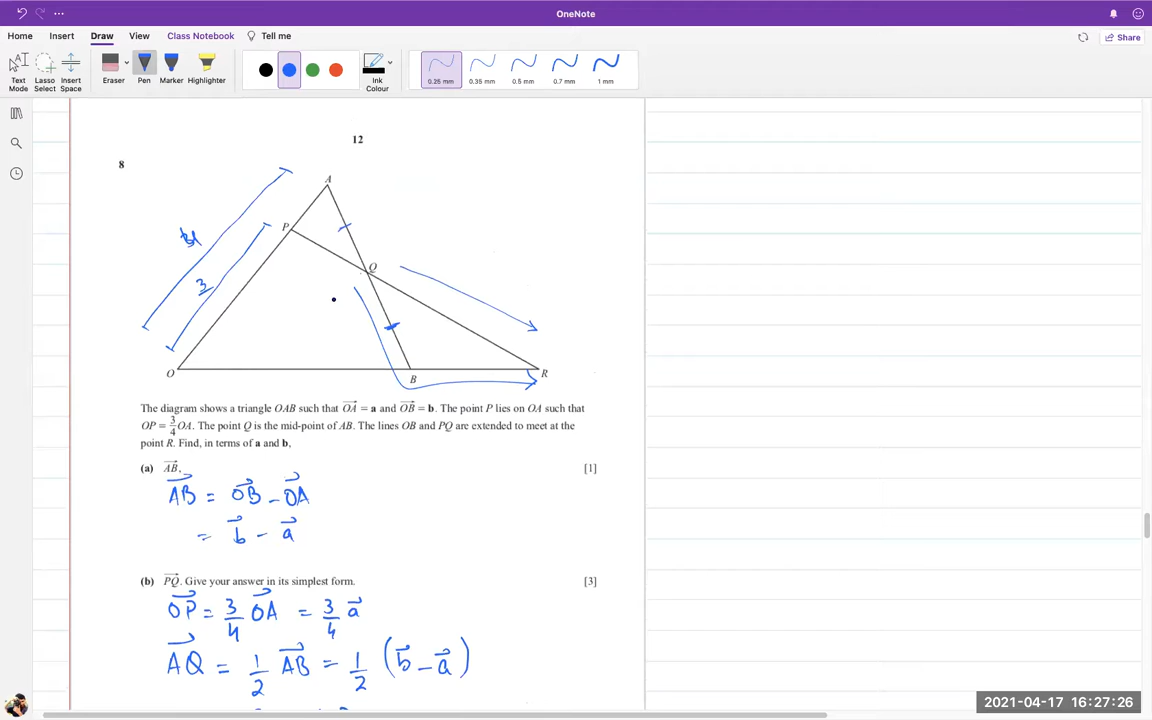 OneNote
Home Insert Draw View Class Notebook Tell me
Share
Text Mode
Lasso Select
Insert Space
Eraser
Pen
Marker
Highlighter
Ink Colour
0.25 mm
0.35 mm
0.5 mm
0.7 mm
1 mm
12
8
A
P
Q
3
O
B
R
The diagram shows a triangle OAB such that →OA = a and →OB = b. The point P lies on OA such that
OP = 3/4 OA. The point Q is the mid-point of AB. The lines OB and PQ are extended to meet at the
point R. Find, in terms of a and b,
(a) →AB, [1]
→AB = →OB - →OA
= →b - →a
(b) →PQ. Give your answer in its simplest form. [3]
→OP = 3/4 →OA = 3/4 →a
→AQ = 1/2 →AB = 1/2 (→b - →a)
2021-04-17 16:27:26